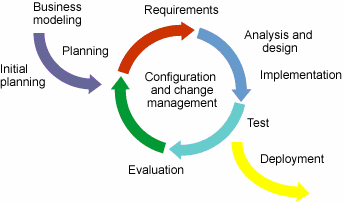 Business
modeling
Requirements
Planning
Analysis and
design
Initial
planning
Configuration
and change
management
Implementation
Test
Evaluation
Deployment